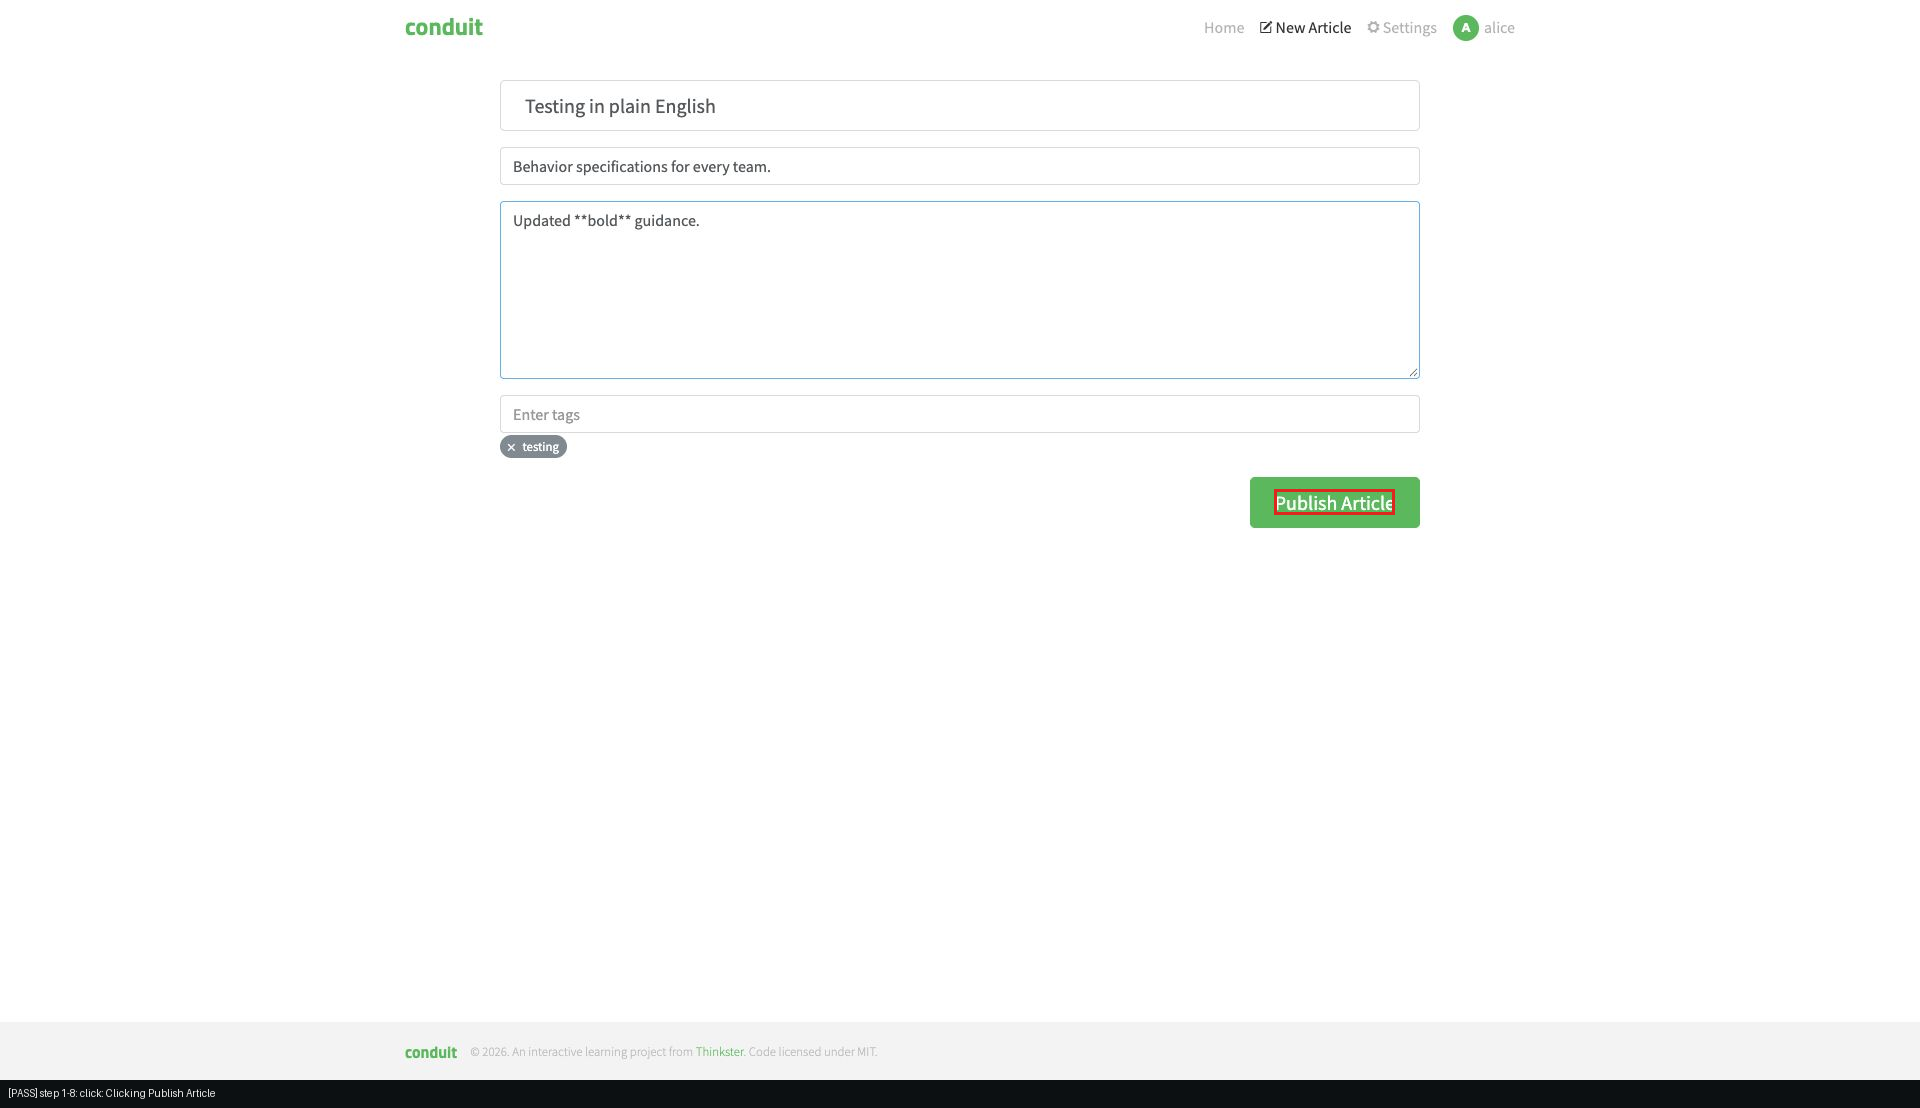 conduit
Home New Article Settings A alice
Testing in plain English
Behavior specifications for every team.
Updated **bold** guidance.
Enter tags
× testing
Publish Article
conduit © 2026. An interactive learning project from Thinkster. Code licensed under MIT.
[PASS] step 1-8: click: Clicking Publish Article